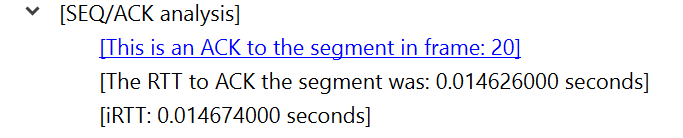 [SEQ/ACK analysis]
[This is an ACK to the segment in frame: 20]
[The RTT to ACK the segment was: 0.014626000 seconds]
[iRTT: 0.014674000 seconds]